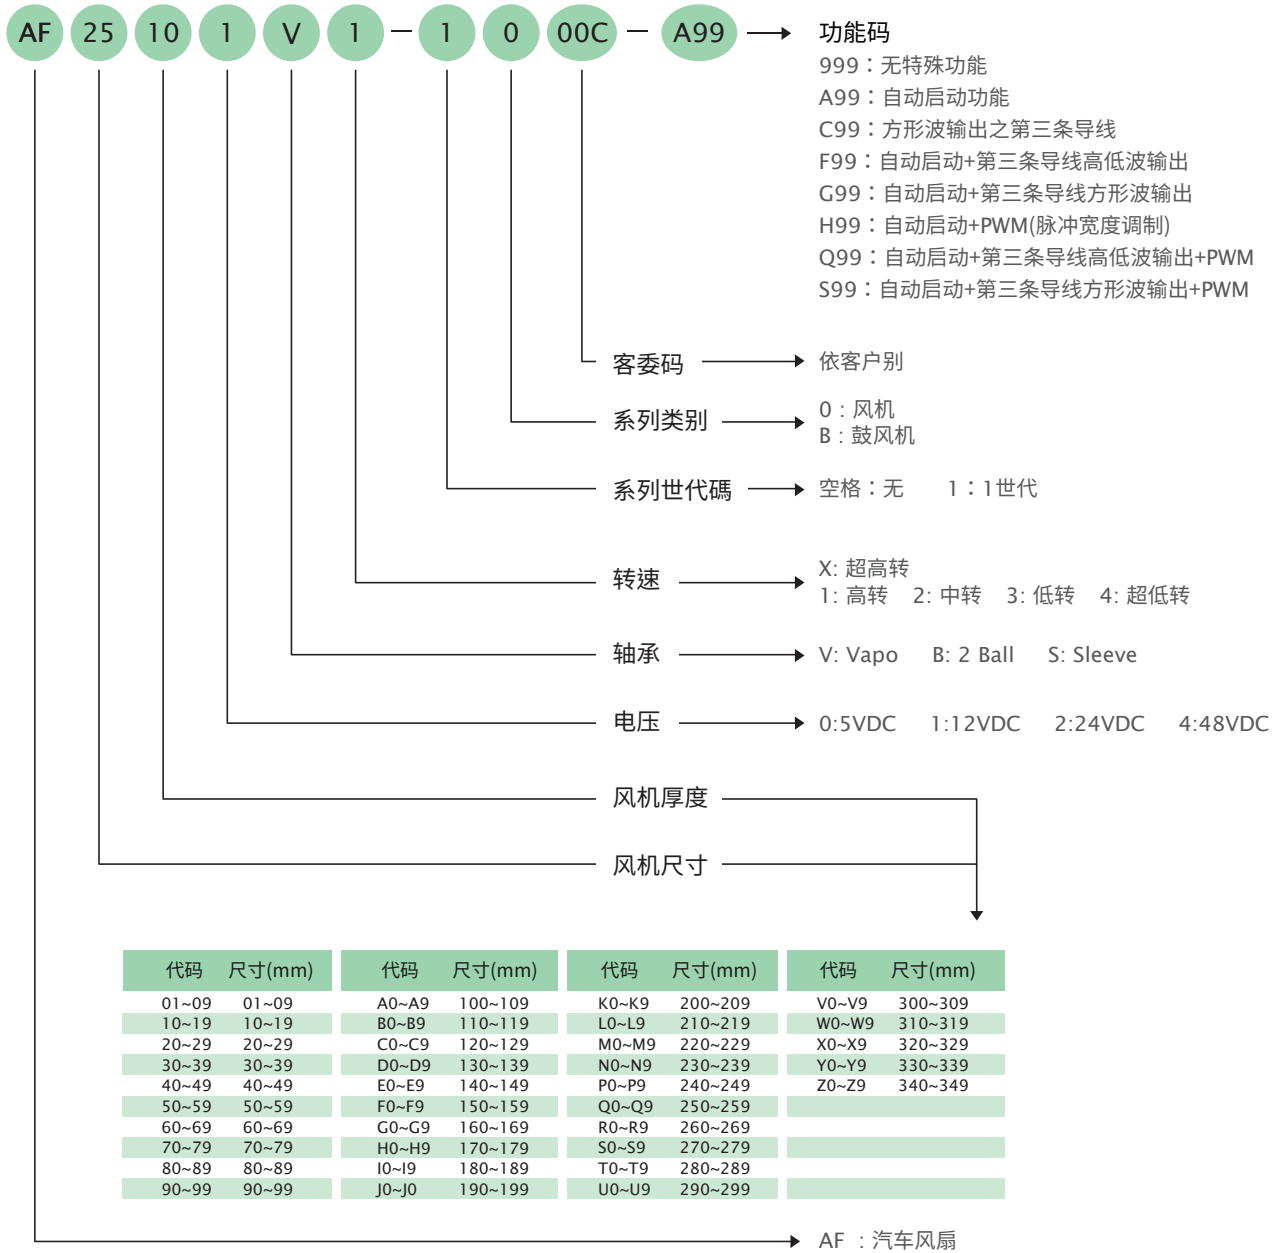 AF 25 10 1 V 1 – 1 0 00C – A99 功能码
999：无特殊功能
A99：自动启动功能
C99：方形波输出之第三条导线
F99：自动启动+第三条导线高低波输出
G99：自动启动+第三条导线方形波输出
H99：自动启动+PWM(脉冲宽度调制)
Q99：自动启动+第三条导线高低波输出+PWM
S99：自动启动+第三条导线方形波输出+PWM
客委码 依客户别
系列类别 0 : 风机
B : 鼓风机
系列世代碼 空格：无 1：1世代
转速 X: 超高转
1: 高转 2: 中转 3: 低转 4: 超低转
轴承 V: Vapo B: 2 Ball S: Sleeve
电压 0:5VDC 1:12VDC 2:24VDC 4:48VDC
风机厚度
风机尺寸
代码 尺寸(mm) 代码 尺寸(mm) 代码 尺寸(mm) 代码 尺寸(mm)
01~09 01~09 A0~A9 100~109 K0~K9 200~209 V0~V9 300~309
10~19 10~19 B0~B9 110~119 L0~L9 210~219 W0~W9 310~319
20~29 20~29 C0~C9 120~129 M0~M9 220~229 X0~X9 320~329
30~39 30~39 D0~D9 130~139 N0~N9 230~239 Y0~Y9 330~339
40~49 40~49 E0~E9 140~149 P0~P9 240~249 Z0~Z9 340~349
50~59 50~59 F0~F9 150~159 Q0~Q9 250~259
60~69 60~69 G0~G9 160~169 R0~R9 260~269
70~79 70~79 H0~H9 170~179 S0~S9 270~279
80~89 80~89 I0~I9 180~189 T0~T9 280~289
90~99 90~99 J0~J0 190~199 U0~U9 290~299
AF : 汽车风扇